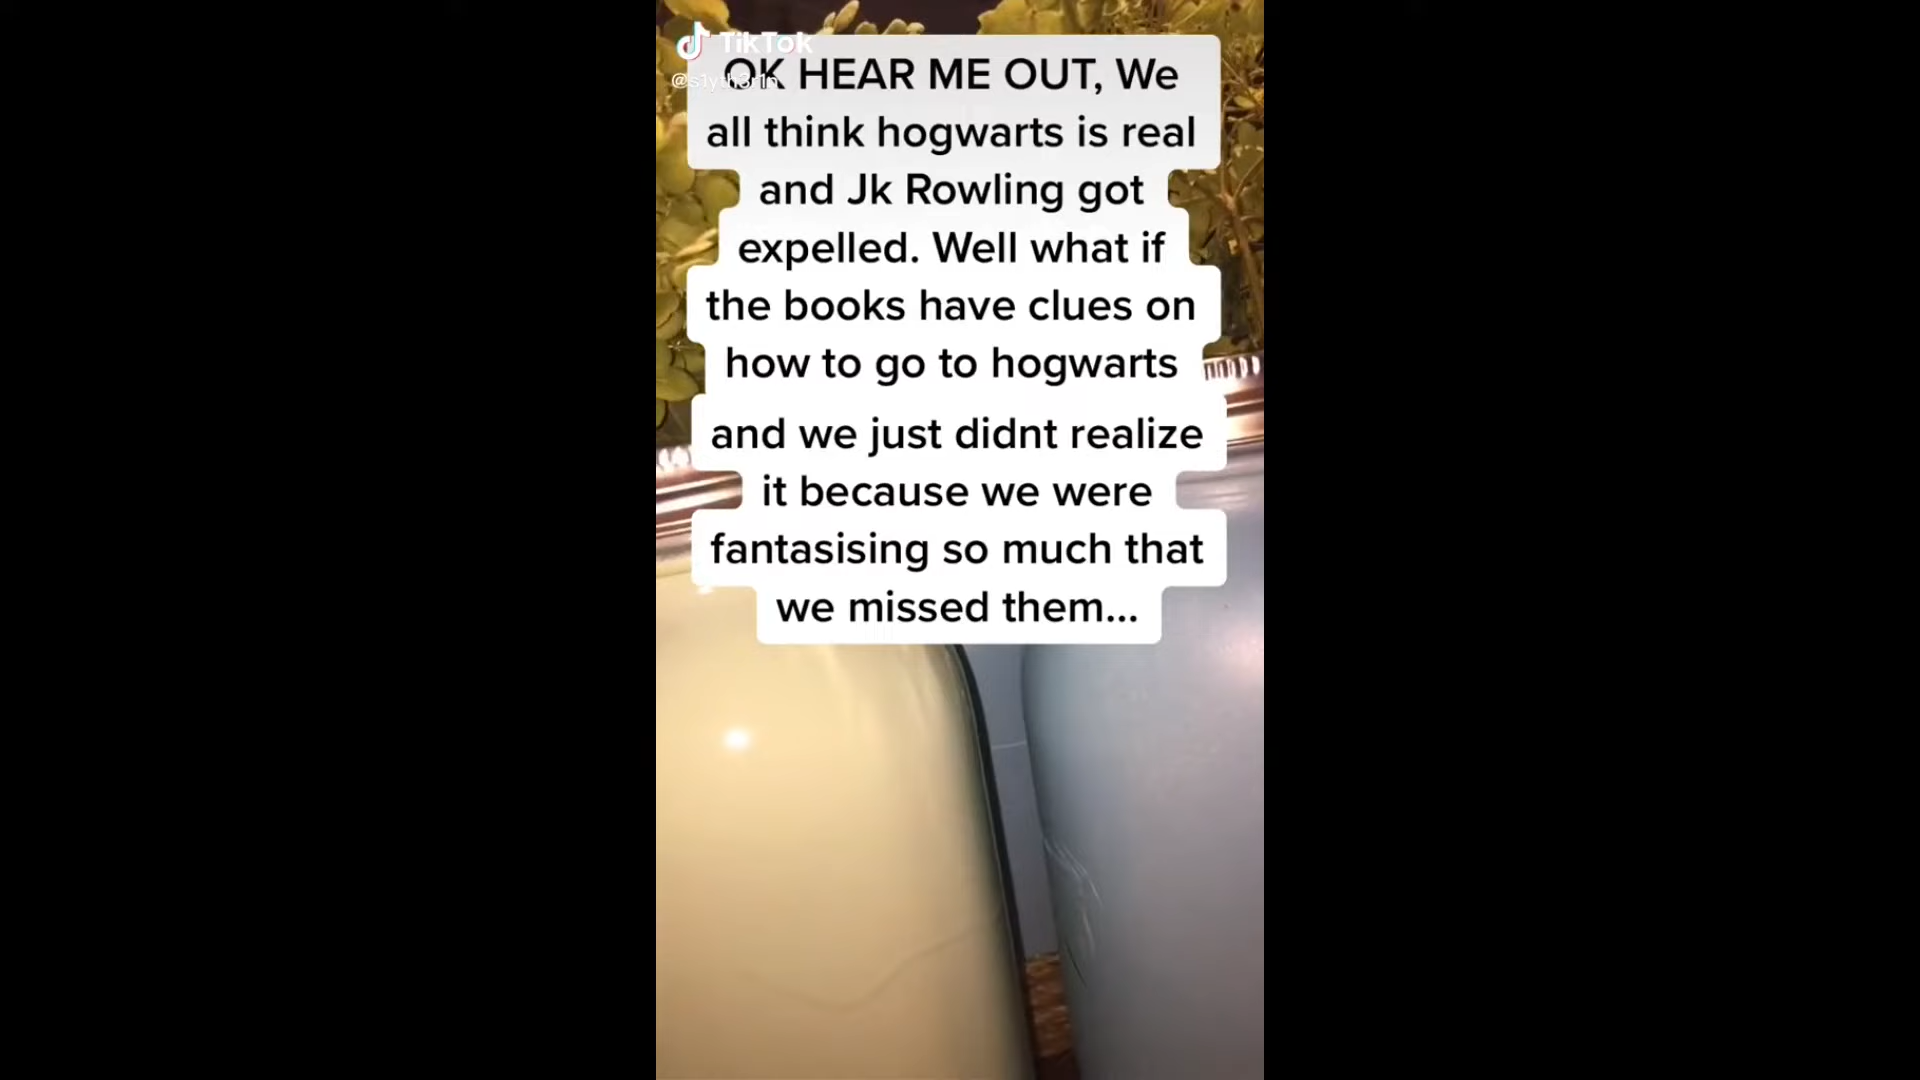 TikTok
OK HEAR ME OUT, We
all think hogwarts is real
and Jk Rowling got
expelled. Well what if
the books have clues on
how to go to hogwarts
and we just didnt realize
it because we were
fantasising so much that
we missed them...